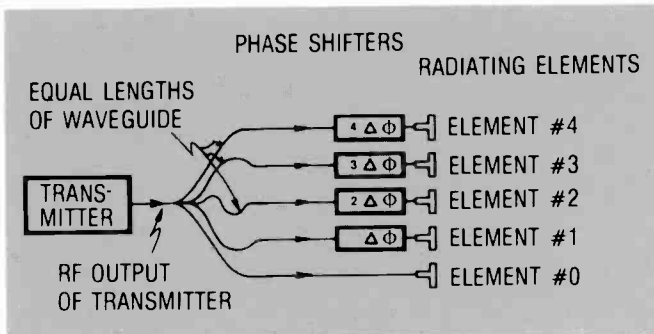 PHASE SHIFTERS
RADIATING ELEMENTS
EQUAL LENGTHS
OF WAVEGUIDE
4 Δ Φ
ELEMENT #4
3 Δ Φ
ELEMENT #3
TRANS-
MITTER
2 Δ Φ
ELEMENT #2
Δ Φ
ELEMENT #1
RF OUTPUT
OF TRANSMITTER
ELEMENT #0